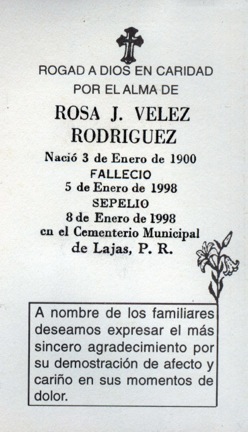 ROGAD A DIOS EN CARIDAD
POR EL ALMA DE
ROSA J. VELEZ
RODRIGUEZ
Nació 3 de Enero de 1900
FALLECIO
5 de Enero de 1998
SEPELIO
8 de Enero de 1998
en el Cementerio Municipal
de Lajas, P. R.
A nombre de los familiares
deseamos expresar el más
sincero agradecimiento por
su demostración de afecto y
cariño en sus momentos de
dolor.